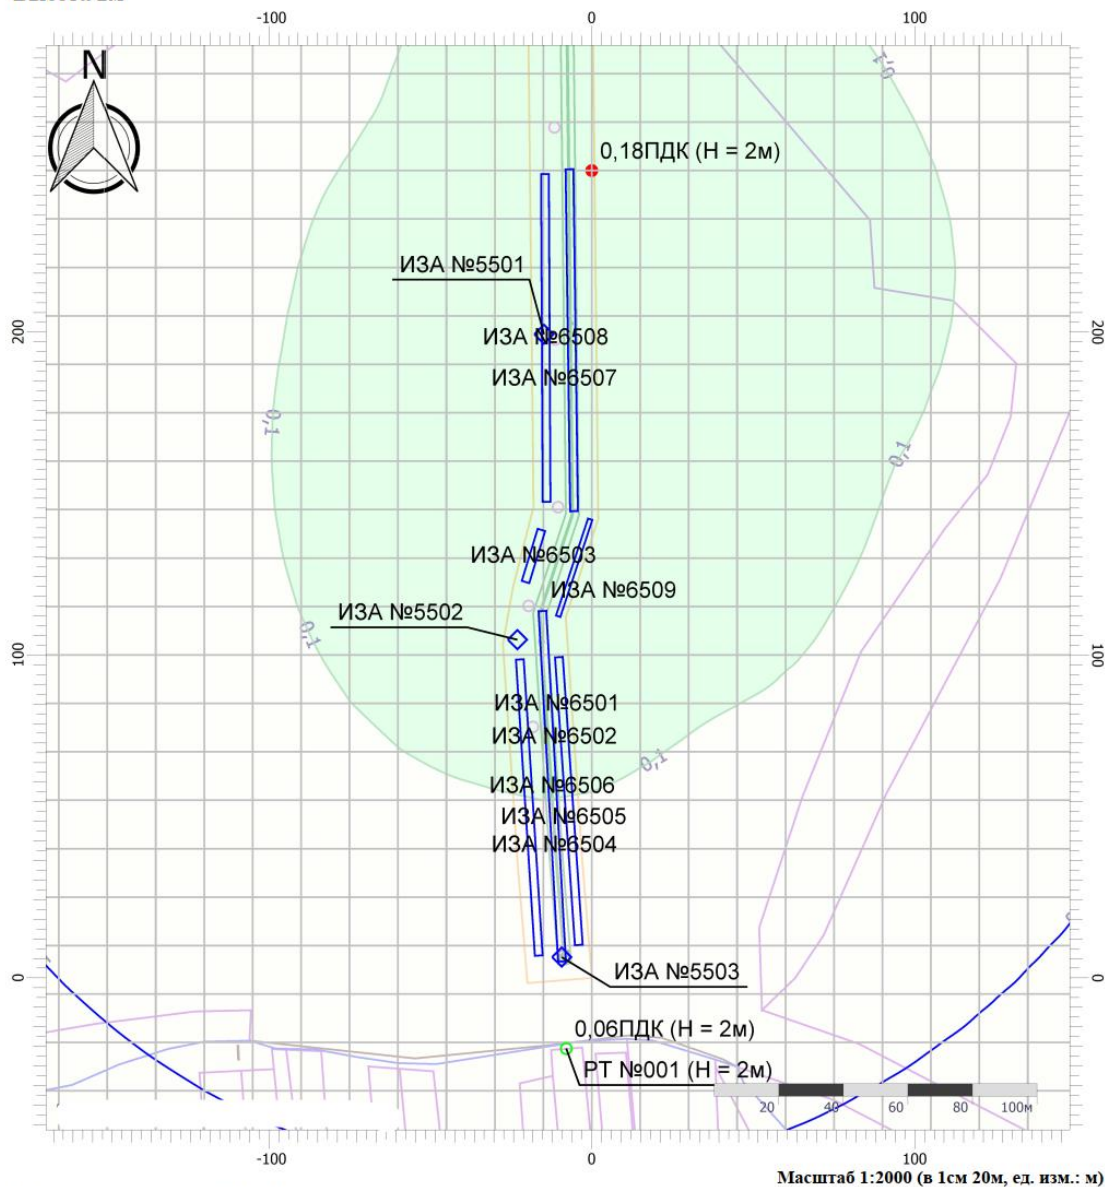 -100 0 100
N
0,1
0,18ПДК (Н = 2м)
ИЗА №5501
200 200
ИЗА №6508
ИЗА №6507
0,1
0,1
ИЗА №6503
ИЗА №6509
ИЗА №5502
0,1
100 100
ИЗА №6501
ИЗА №6502
0,1
ИЗА №6506
ИЗА №6505
ИЗА №6504
ИЗА №5503
0 0
0,06ПДК (Н = 2м)
РТ №001 (Н = 2м)
20 40 60 80 100м
-100 0 100
Масштаб 1:2000 (в 1см 20м, ед. изм.: м)